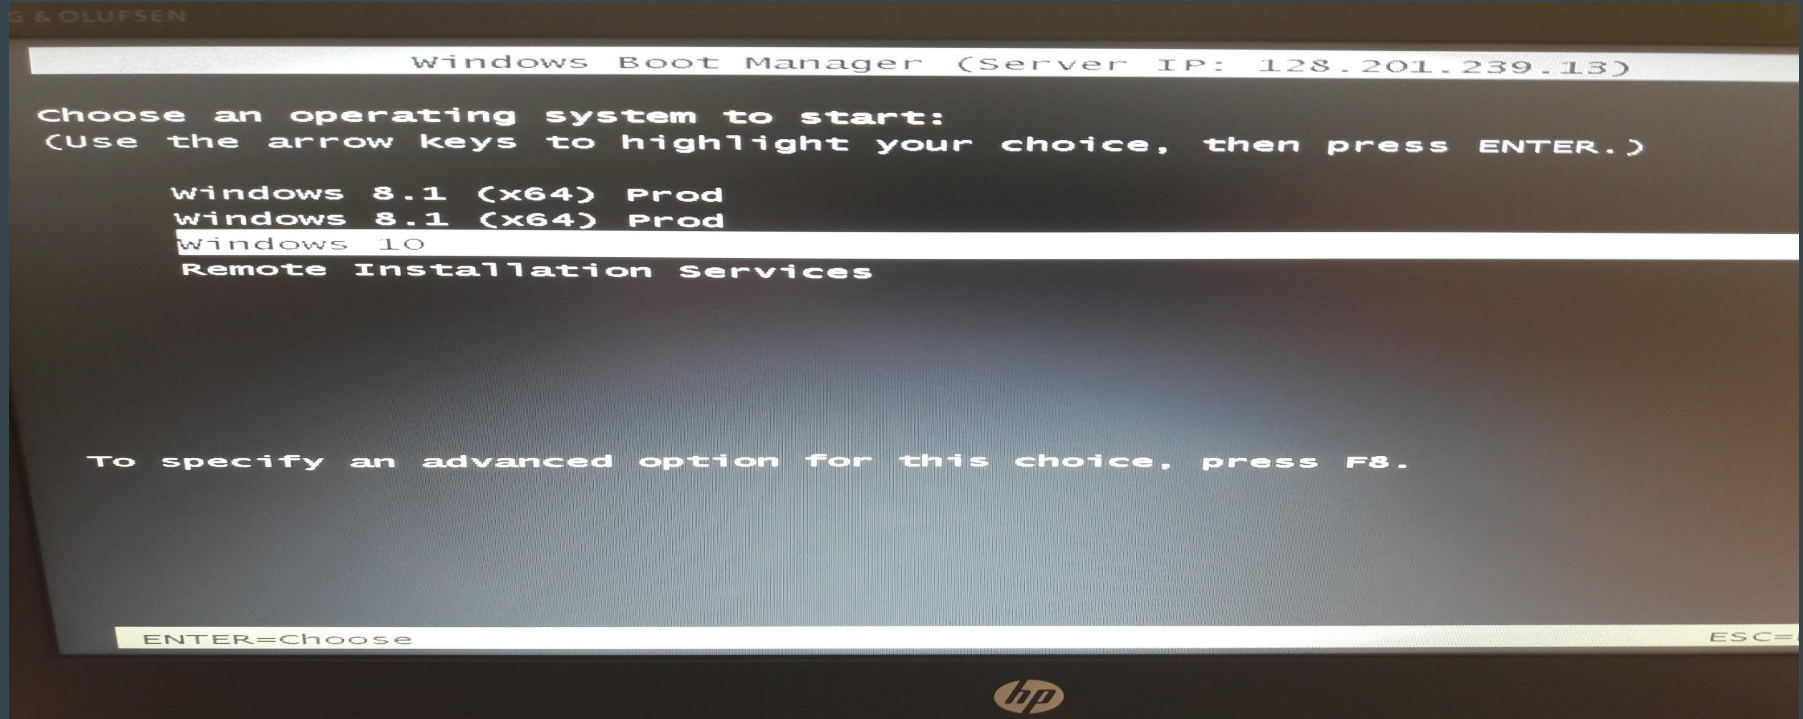 & OLUFSEN
Windows Boot Manager (Server IP: 128.201.239.13)
Choose an operating system to start:
(Use the arrow keys to highlight your choice, then press ENTER.)
Windows 8.1 (x64) Prod
Windows 8.1 (x64) Prod
Windows 10
Remote Installation Services
To specify an advanced option for this choice, press F8.
ENTER=Choose
ESC=
hp